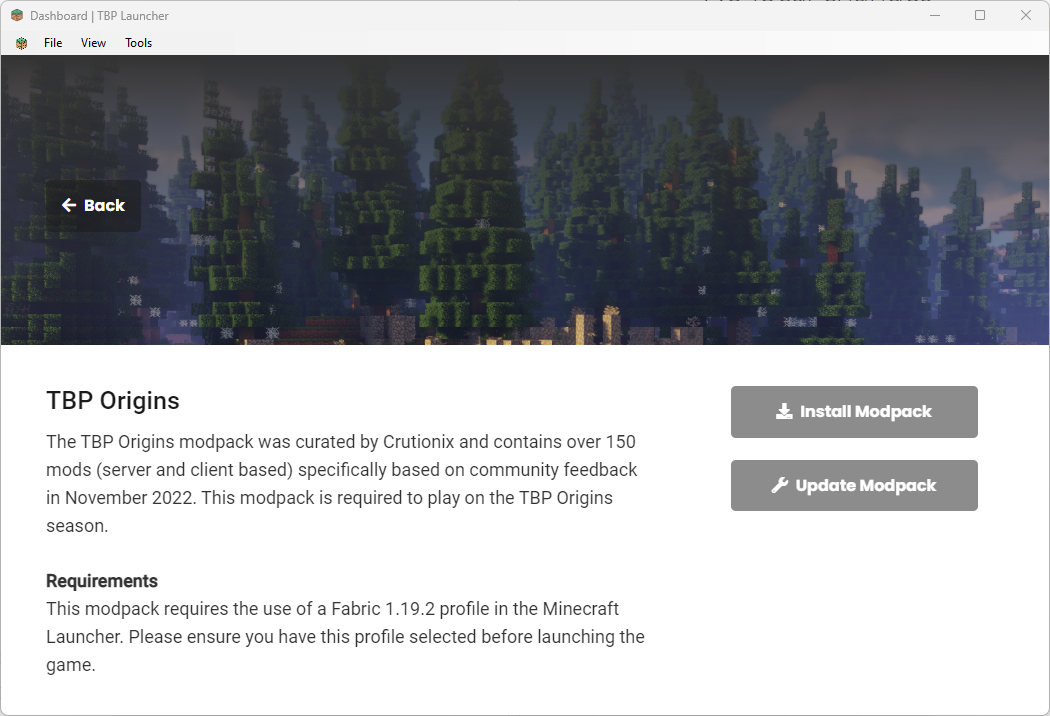 Dashboard | TBP Launcher
File View Tools
Back
TBP Origins
The TBP Origins modpack was curated by Crutionix and contains over 150
mods (server and client based) specifically based on community feedback
in November 2022. This modpack is required to play on the TBP Origins
season.
Requirements
This modpack requires the use of a Fabric 1.19.2 profile in the Minecraft
Launcher. Please ensure you have this profile selected before launching the
game.
Install Modpack
Update Modpack